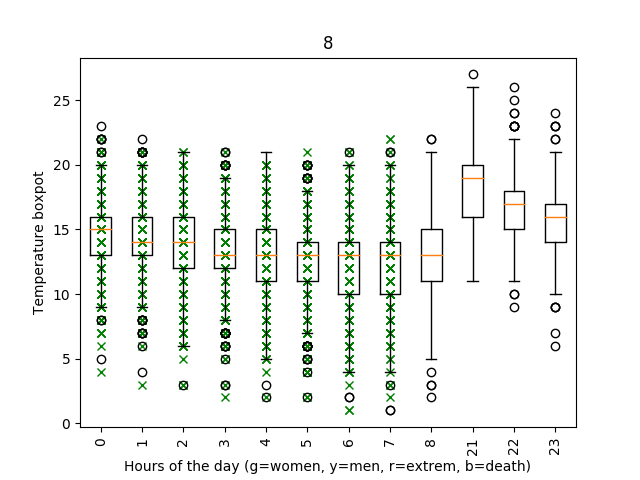 8
Temperature boxpot
25
20
15
10
5
0
0 1 2 3 4 5 6 7 8 21 22 23
Hours of the day (g=women, y=men, r=extrem, b=death)